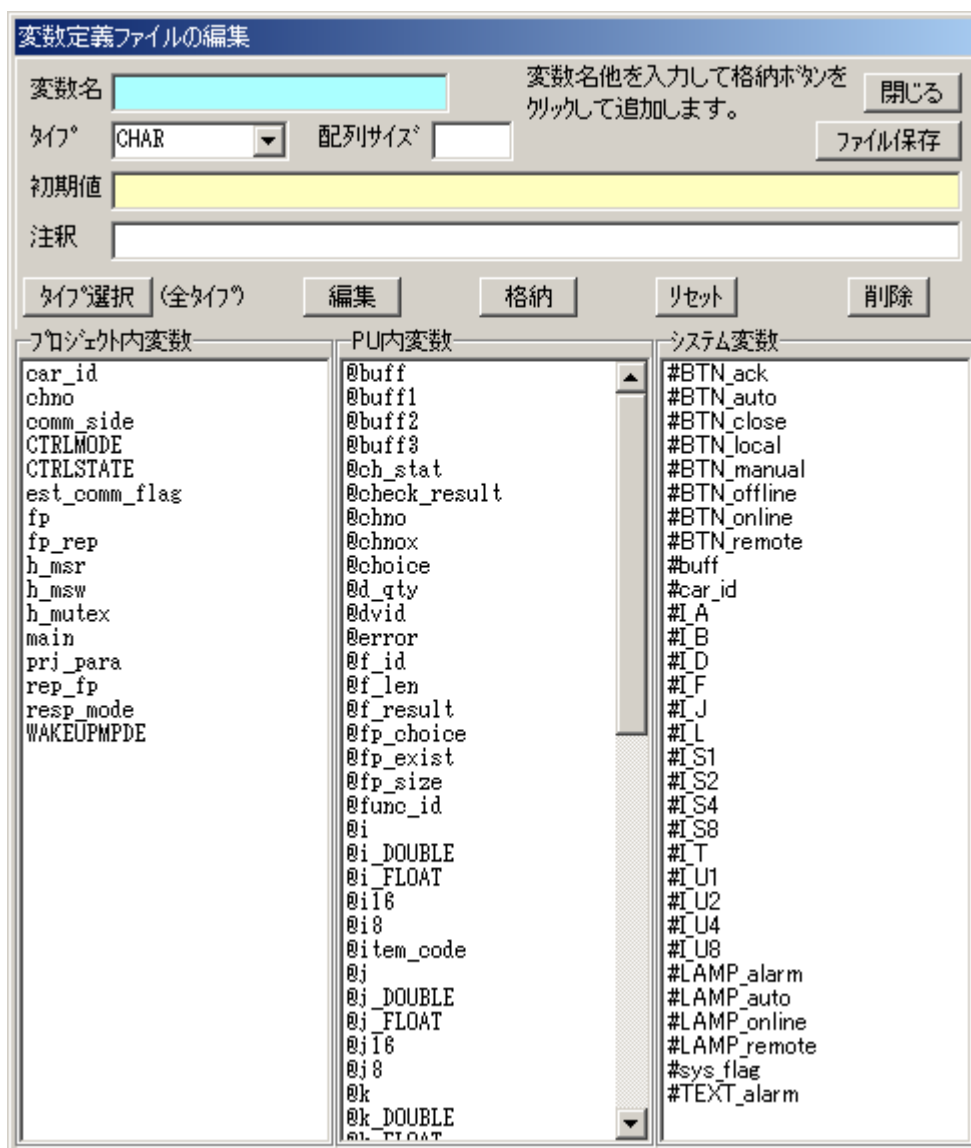 変数定義ファイルの編集
変数名
変数名他を入力して格納ボタンを
クリックして追加します。
閉じる
タイプ
CHAR
配列サイズ
ファイル保存
初期値
注釈
タイプ選択
(全タイプ)
編集
格納
リセット
削除
プロジェクト内変数
car_id
chno
comm_side
CTRLMODE
CTRLSTATE
est_comm_flag
fp
fp_rep
h_msr
h_msw
h_mutex
main
prj_para
rep_fp
resp_mode
WAKEUPMPDE
PU内変数
@buff
@buff1
@buff2
@buff3
@ch_stat
@check_result
@chno
@chnox
@choice
@d_qty
@dvid
@error
@f_id
@f_len
@f_result
@fp_choice
@fp_exist
@fp_size
@func_id
@i
@i_DOUBLE
@i_FLOAT
@i16
@i8
@item_code
@j
@j_DOUBLE
@j_FLOAT
@j16
@j8
@k
@k_DOUBLE
@k_FLOAT
システム変数
#BTN_ack
#BTN_auto
#BTN_close
#BTN_local
#BTN_manual
#BTN_offline
#BTN_online
#BTN_remote
#buff
#car_id
#I_A
#I_B
#I_D
#I_F
#I_J
#I_L
#I_S1
#I_S2
#I_S4
#I_S8
#I_T
#I_U1
#I_U2
#I_U4
#I_U8
#LAMP_alarm
#LAMP_auto
#LAMP_online
#LAMP_remote
#sys_flag
#TEXT_alarm